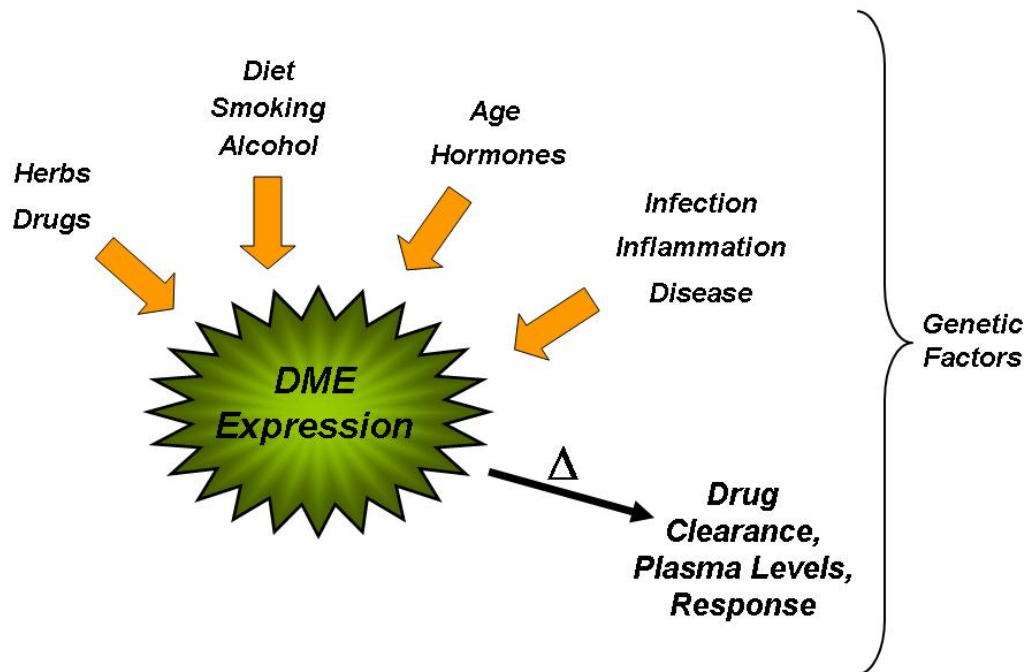 Diet
Smoking
Alcohol
Age
Hormones
Herbs
Drugs
Infection
Inflammation
Disease
Genetic
Factors
DME
Expression
Δ
Drug
Clearance,
Plasma Levels,
Response